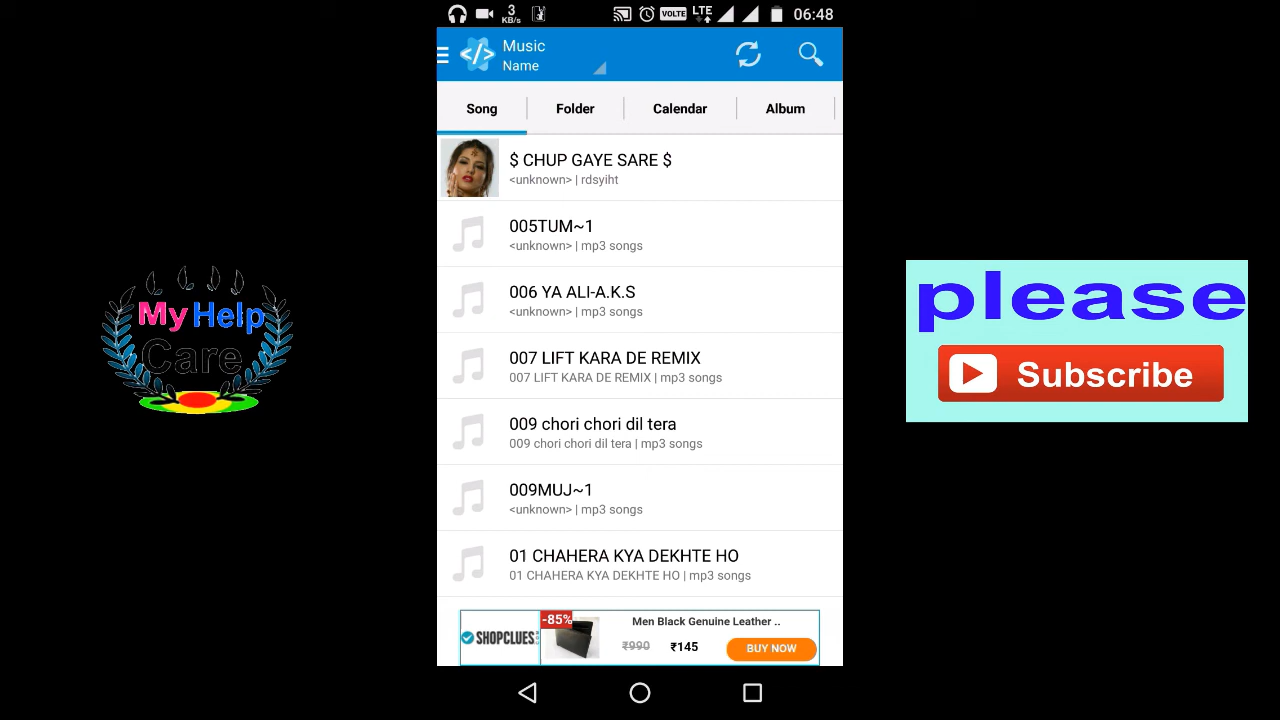 3
KB/s
VOLTE
LTE
06:48
Music
Name
Song
Folder
Calendar
Album
$ CHUP GAYE SARE $
<unknown> | rdsyiht
005TUM~1
<unknown> | mp3 songs
006 YA ALI-A.K.S
<unknown> | mp3 songs
007 LIFT KARA DE REMIX
007 LIFT KARA DE REMIX | mp3 songs
009 chori chori dil tera
009 chori chori dil tera | mp3 songs
009MUJ~1
<unknown> | mp3 songs
01 CHAHERA KYA DEKHTE HO
01 CHAHERA KYA DEKHTE HO | mp3 songs
SHOPCLUES
-85%
Men Black Genuine Leather ..
₹990
₹145
BUY NOW
My Help
Care
please
Subscribe